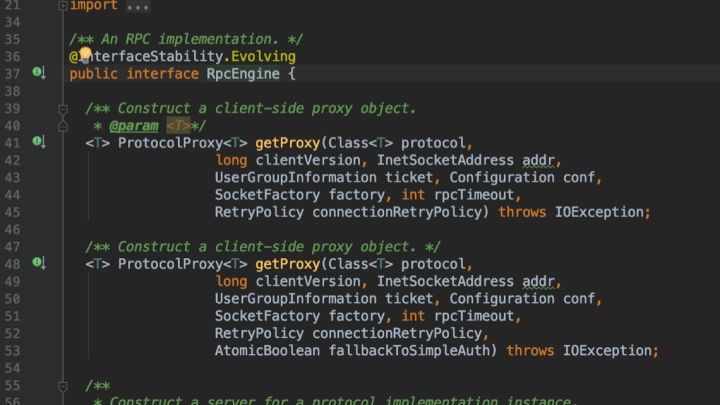 21 import ...
34
35 /** An RPC implementation. */
36 @InterfaceStability.Evolving
37 public interface RpcEngine {
38
39 /** Construct a client-side proxy object.
40 * @param <T>*/
41 <T> ProtocolProxy<T> getProxy(Class<T> protocol,
42 long clientVersion, InetSocketAddress addr,
43 UserGroupInformation ticket, Configuration conf,
44 SocketFactory factory, int rpcTimeout,
45 RetryPolicy connectionRetryPolicy) throws IOException;
46
47 /** Construct a client-side proxy object. */
48 <T> ProtocolProxy<T> getProxy(Class<T> protocol,
49 long clientVersion, InetSocketAddress addr,
50 UserGroupInformation ticket, Configuration conf,
51 SocketFactory factory, int rpcTimeout,
52 RetryPolicy connectionRetryPolicy,
53 AtomicBoolean fallbackToSimpleAuth) throws IOException;
54
55 /**
56 * Construct a server for a protocol implementation instance.